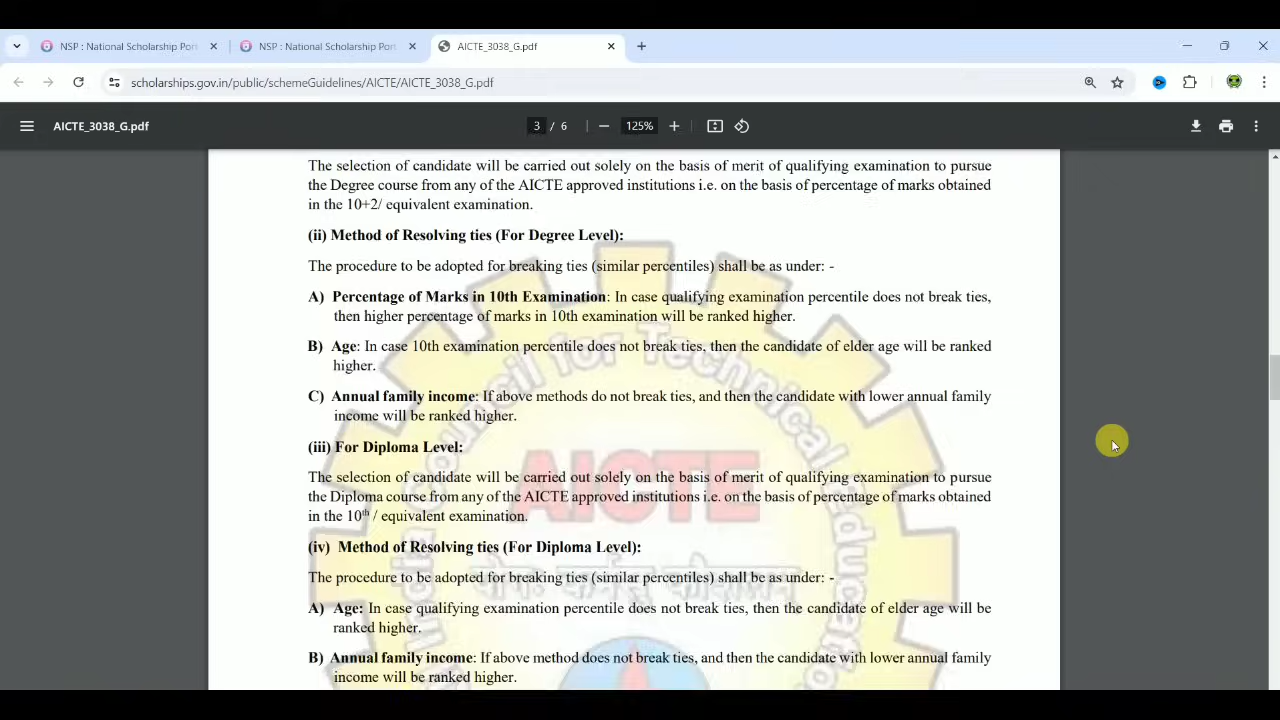 NSP : National Scholarship Port
NSP : National Scholarship Port
AICTE_3038_G.pdf
scholarships.gov.in/public/schemeGuidelines/AICTE/AICTE_3038_G.pdf
AICTE_3038_G.pdf
3 / 6
125%
The selection of candidate will be carried out solely on the basis of merit of qualifying examination to pursue
the Degree course from any of the AICTE approved institutions i.e. on the basis of percentage of marks obtained
in the 10+2/ equivalent examination.
(ii) Method of Resolving ties (For Degree Level):
The procedure to be adopted for breaking ties (similar percentiles) shall be as under: -
A) Percentage of Marks in 10th Examination: In case qualifying examination percentile does not break ties,
then higher percentage of marks in 10th examination will be ranked higher.
B) Age: In case 10th examination percentile does not break ties, then the candidate of elder age will be ranked
higher.
C) Annual family income: If above methods do not break ties, and then the candidate with lower annual family
income will be ranked higher.
(iii) For Diploma Level:
The selection of candidate will be carried out solely on the basis of merit of qualifying examination to pursue
the Diploma course from any of the AICTE approved institutions i.e. on the basis of percentage of marks obtained
in the 10th / equivalent examination.
(iv) Method of Resolving ties (For Diploma Level):
The procedure to be adopted for breaking ties (similar percentiles) shall be as under: -
A) Age: In case qualifying examination percentile does not break ties, then the candidate of elder age will be
ranked higher.
B) Annual family income: If above method does not break ties, and then the candidate with lower annual family
income will be ranked higher.
AICTE